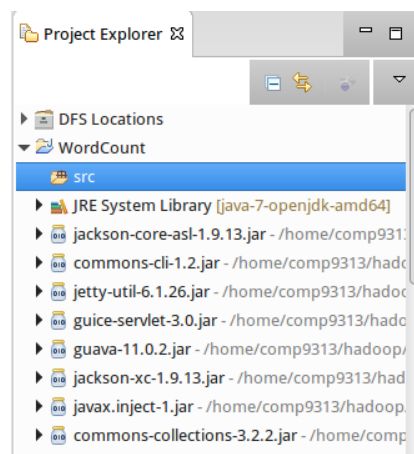 Project Explorer
DFS Locations
WordCount
src
JRE System Library [java-7-openjdk-amd64]
jackson-core-asl-1.9.13.jar - /home/comp931
commons-cli-1.2.jar - /home/comp9313/hado
jetty-util-6.1.26.jar - /home/comp9313/hadoo
guice-servlet-3.0.jar - /home/comp9313/hado
guava-11.0.2.jar - /home/comp9313/hadoop/
jackson-xc-1.9.13.jar - /home/comp9313/had
javax.inject-1.jar - /home/comp9313/hadoop
commons-collections-3.2.2.jar - /home/comp